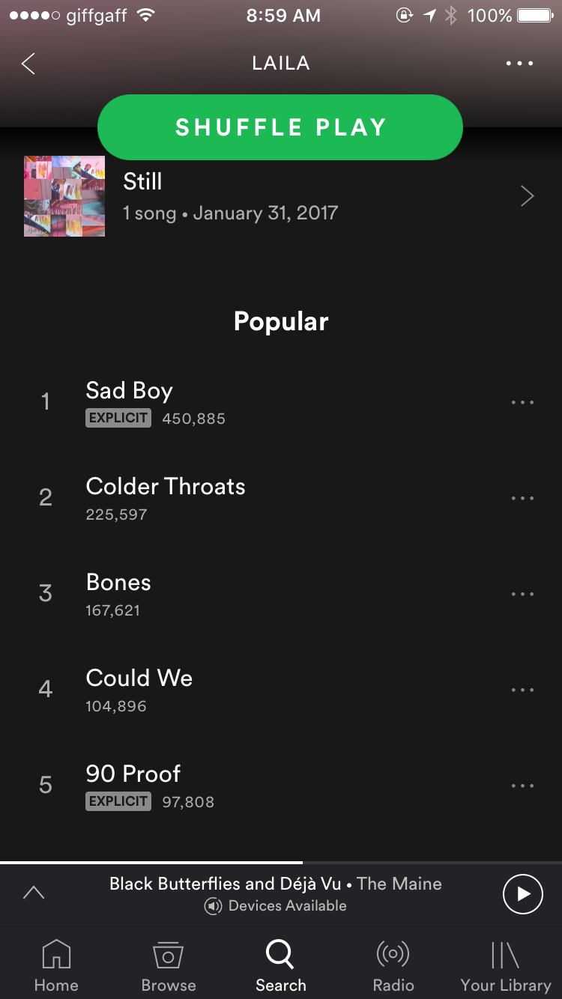 giffgaff 8:59 AM 100%
LAILA
SHUFFLE PLAY
Still
1 song • January 31, 2017
Popular
1 Sad Boy
EXPLICIT 450,885
2 Colder Throats
225,597
3 Bones
167,621
4 Could We
104,896
5 90 Proof
EXPLICIT 97,808
Black Butterflies and Déjà Vu • The Maine
Devices Available
Home Browse Search Radio Your Library